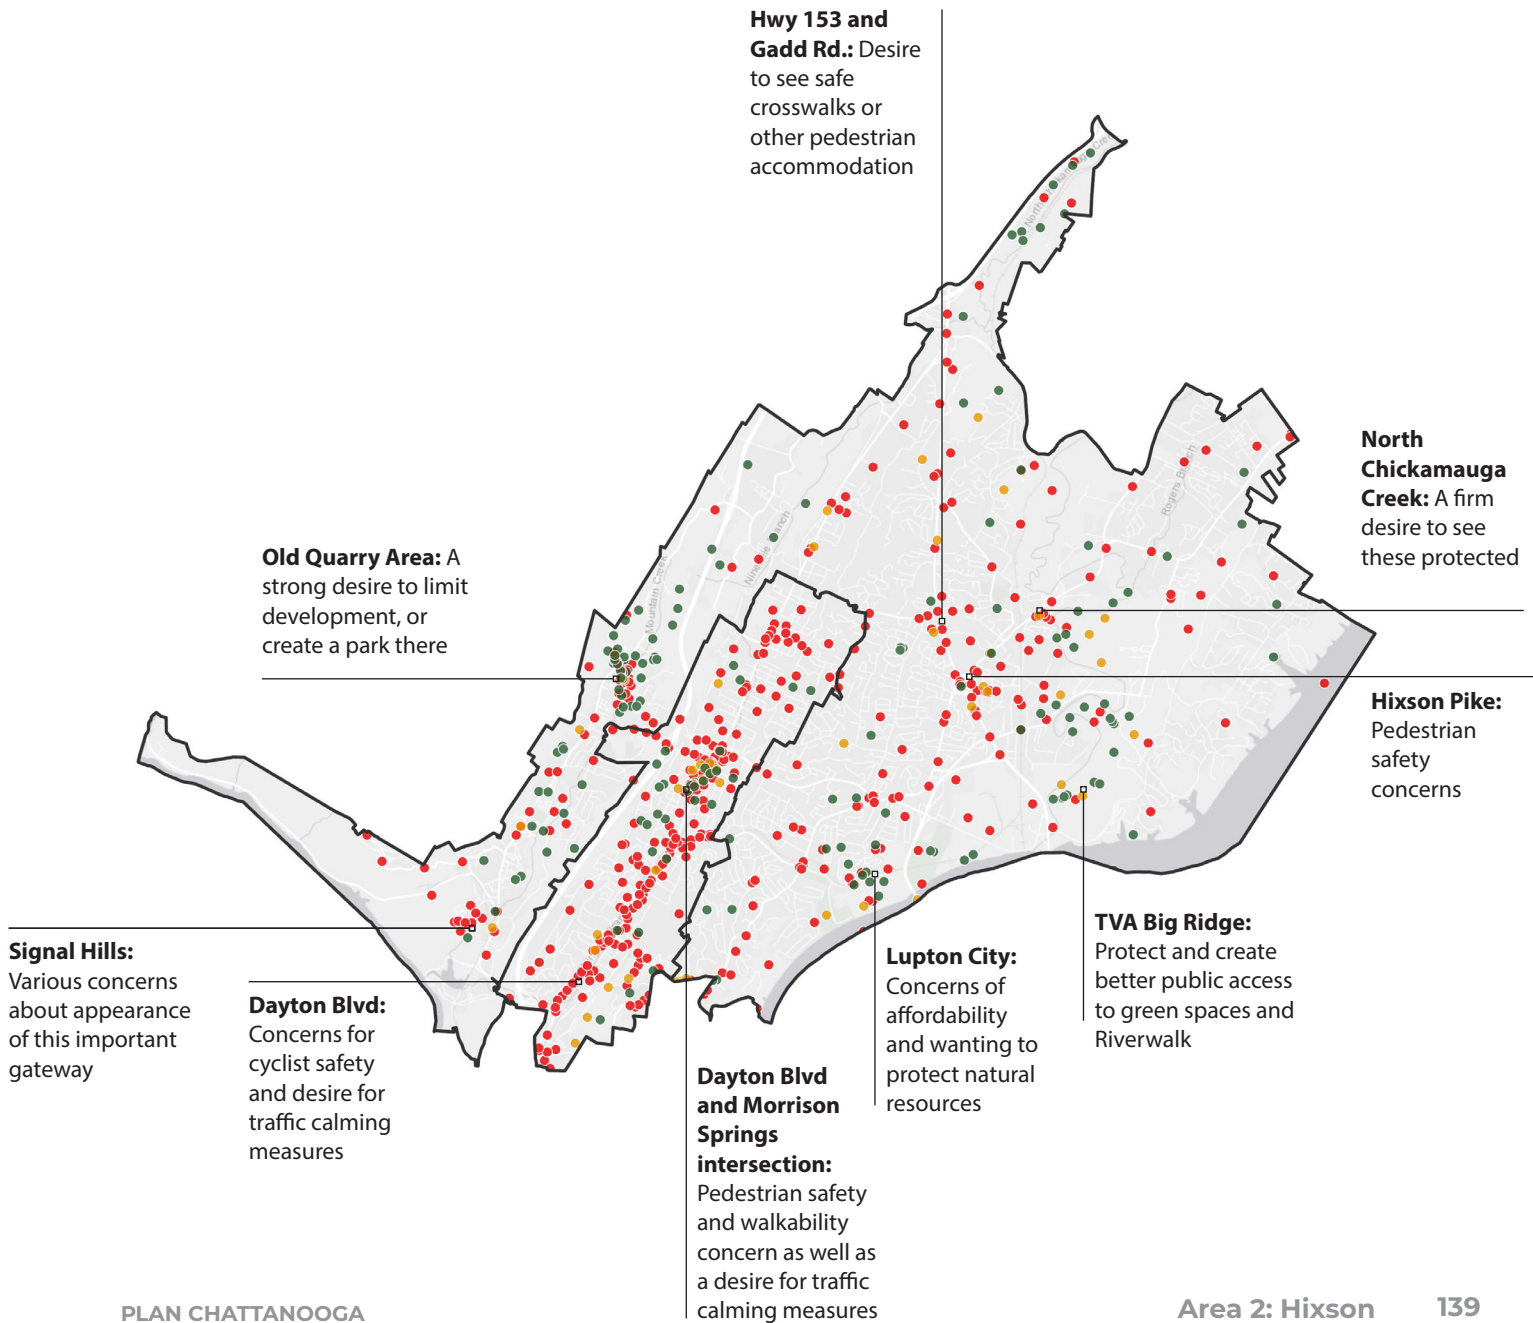 Hwy 153 and
Gadd Rd.: Desire
to see safe
crosswalks or
other pedestrian
accommodation
North
Chickamauga
Creek: A firm
desire to see
these protected
Old Quarry Area: A
strong desire to limit
development, or
create a park there
Rogers Branch
Mountain Creek
Hixson Pike:
Pedestrian
safety
concerns
Signal Hills:
Various concerns
about appearance
of this important
gateway
Dayton Blvd:
Concerns for
cyclist safety
and desire for
traffic calming
measures
Dayton Blvd
and Morrison
Springs
intersection:
Pedestrian safety
and walkability
concern as well as
a desire for traffic
calming measures
Lupton City:
Concerns of
affordability
and wanting to
protect natural
resources
TVA Big Ridge:
Protect and create
better public access
to green spaces and
Riverwalk
PLAN CHATTANOOGA
Area 2: Hixson 139